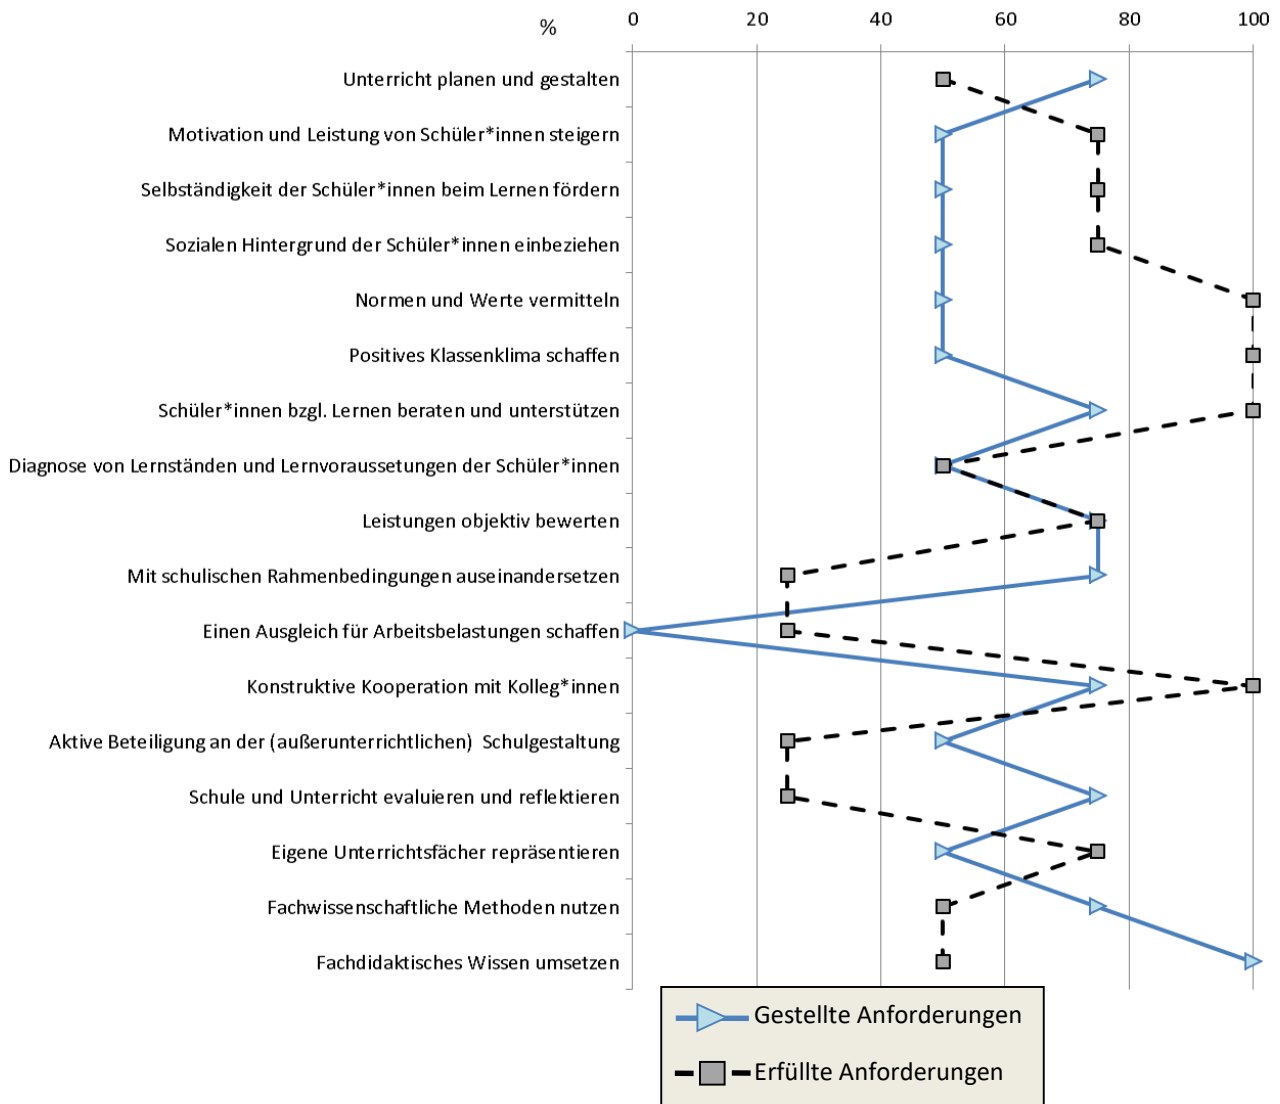 % 0 20 40 60 80 100
Unterricht planen und gestalten
Motivation und Leistung von Schüler*innen steigern
Selbständigkeit der Schüler*innen beim Lernen fördern
Sozialen Hintergrund der Schüler*innen einbeziehen
Normen und Werte vermitteln
Positives Klassenklima schaffen
Schüler*innen bzgl. Lernen beraten und unterstützen
Diagnose von Lernständen und Lernvoraussetungen der Schüler*innen
Leistungen objektiv bewerten
Mit schulischen Rahmenbedingungen auseinandersetzen
Einen Ausgleich für Arbeitsbelastungen schaffen
Konstruktive Kooperation mit Kolleg*innen
Aktive Beteiligung an der (außerunterrichtlichen) Schulgestaltung
Schule und Unterricht evaluieren und reflektieren
Eigene Unterrichtsfächer repräsentieren
Fachwissenschaftliche Methoden nutzen
Fachdidaktisches Wissen umsetzen
Gestellte Anforderungen
Erfüllte Anforderungen